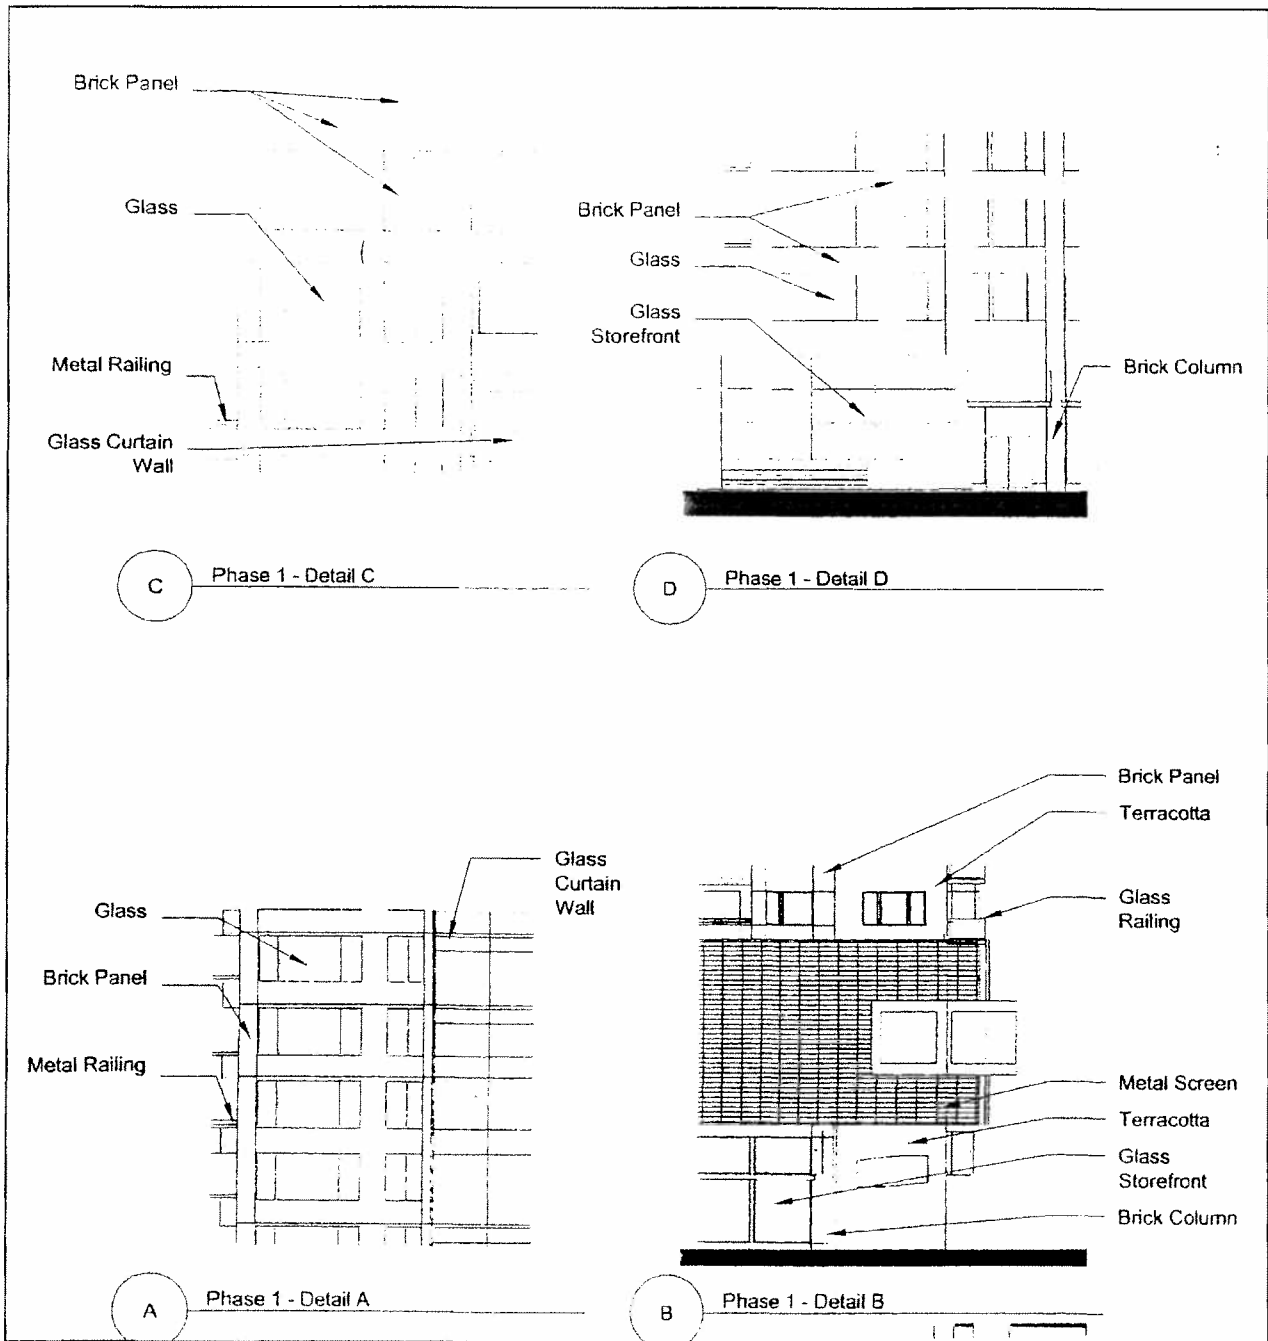 Brick Panel
Glass
Metal Railing
Glass Curtain
Wall
C
Phase 1 - Detail C
Brick Panel
Glass
Glass
Storefront
Brick Column
D
Phase 1 - Detail D
Glass
Brick Panel
Metal Railing
Glass
Curtain
Wall
A
Phase 1 - Detail A
Brick Panel
Terracotta
Glass
Railing
Metal Screen
Terracotta
Glass
Storefront
Brick Column
B
Phase 1 - Detail B